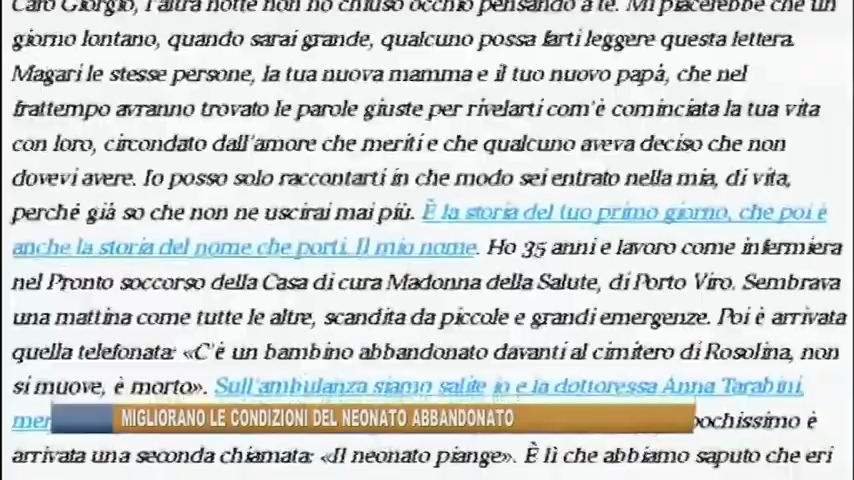 Caro Giorgio, l'altra notte non ho chiuso occhio pensando a te. Mi piacerebbe che un
giorno lontano, quando sarai grande, qualcuno possa farti leggere questa lettera.
Magari le stesse persone, la tua nuova mamma e il tuo nuovo papà, che nel
frattempo avranno trovato le parole giuste per rivelarti com'è cominciata la tua vita
con loro, circondato dall'amore che meriti e che qualcuno aveva deciso che non
dovevi avere. Io posso solo raccontarti in che modo sei entrato nella mia, di vita,
perché già so che non ne uscirai mai più. È la storia del tuo primo giorno, che poi è
anche la storia del nome che porti. Il mio nome. Ho 35 anni e lavoro come infermiera
nel Pronto soccorso della Casa di cura Madonna della Salute, di Porto Viro. Sembrava
una mattina come tutte le altre, scandita da piccole e grandi emergenze. Poi è arrivata
quella telefonata: «C'è un bambino abbandonato davanti al cimitero di Rosolina, non
si muove, è morto». Sull'ambulanza siamo salite io e la dottoressa Anna Tarabini,
pochissimo è
MIGLIORANO LE CONDIZIONI DEL NEONATO ABBANDONATO
arrivata una seconda chiamata: «Il neonato piange». È lì che abbiamo saputo che eri